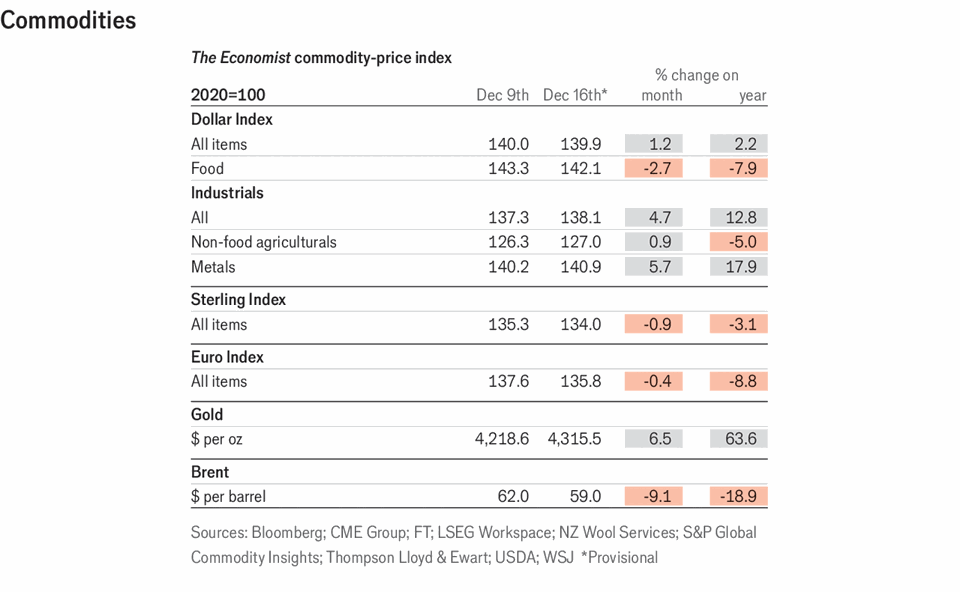 Commodities
The Economist commodity-price index
% change on
2020=100 Dec 9th Dec 16th* month year
Dollar Index
All items 140.0 139.9 1.2 2.2
Food 143.3 142.1 -2.7 -7.9
Industrials
All 137.3 138.1 4.7 12.8
Non-food agriculturals 126.3 127.0 0.9 -5.0
Metals 140.2 140.9 5.7 17.9
Sterling Index
All items 135.3 134.0 -0.9 -3.1
Euro Index
All items 137.6 135.8 -0.4 -8.8
Gold
$ per oz 4,218.6 4,315.5 6.5 63.6
Brent
$ per barrel 62.0 59.0 -9.1 -18.9
Sources: Bloomberg; CME Group; FT; LSEG Workspace; NZ Wool Services; S&P Global
Commodity Insights; Thompson Lloyd & Ewart; USDA; WSJ *Provisional